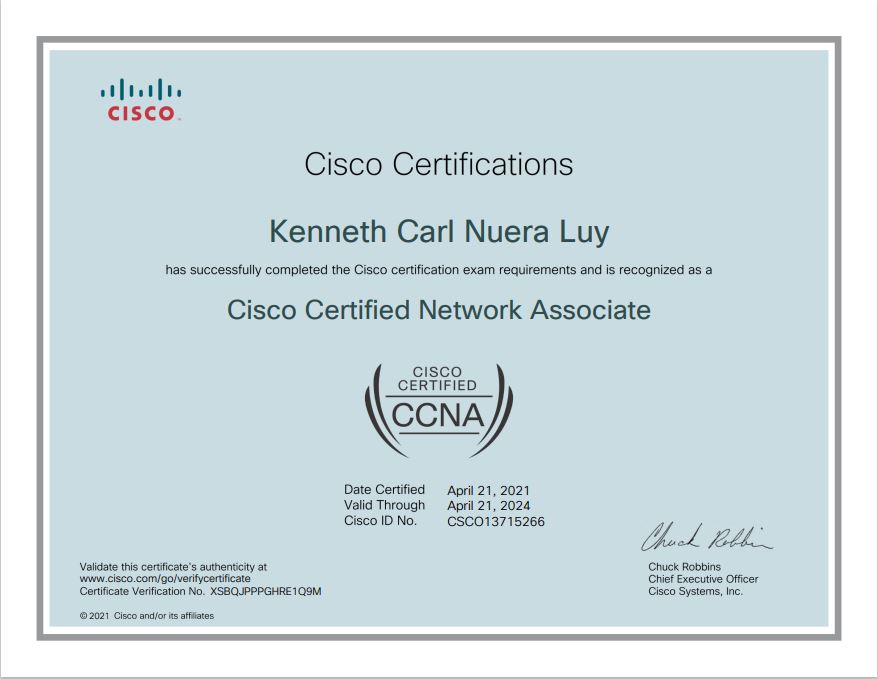 CISCO
Cisco Certifications
Kenneth Carl Nuera Luy
has successfully completed the Cisco certification exam requirements and is recognized as a
Cisco Certified Network Associate
CISCO
CERTIFIED
CCNA
Date Certified April 21, 2021
Valid Through April 21, 2024
Cisco ID No. CSCO13715266
Chuck Robbins
Validate this certificate's authenticity at
www.cisco.com/go/verifycertificate
Certificate Verification No. XSBQJPPPGHRE1Q9M
© 2021 Cisco and/or its affiliates
Chuck Robbins
Chief Executive Officer
Cisco Systems, Inc.